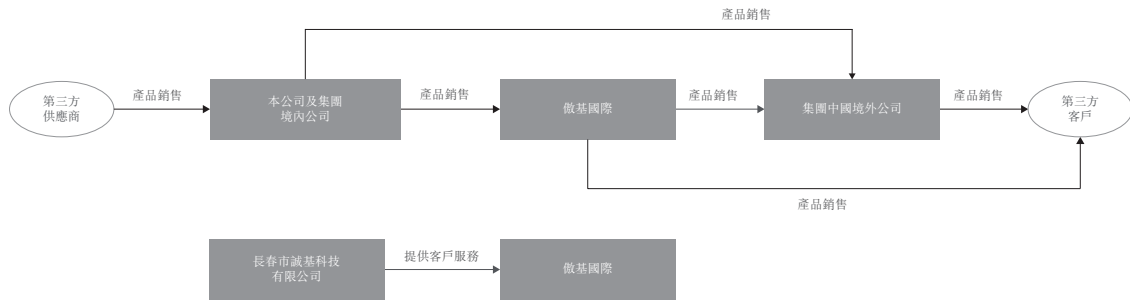 產品銷售
第三方
供應商
產品銷售
本公司及集團
境內公司
產品銷售
傲基國際
產品銷售
集團中國境外公司
產品銷售
第三方
客戶
產品銷售
長春市誠基科技
有限公司
提供客戶服務
傲基國際